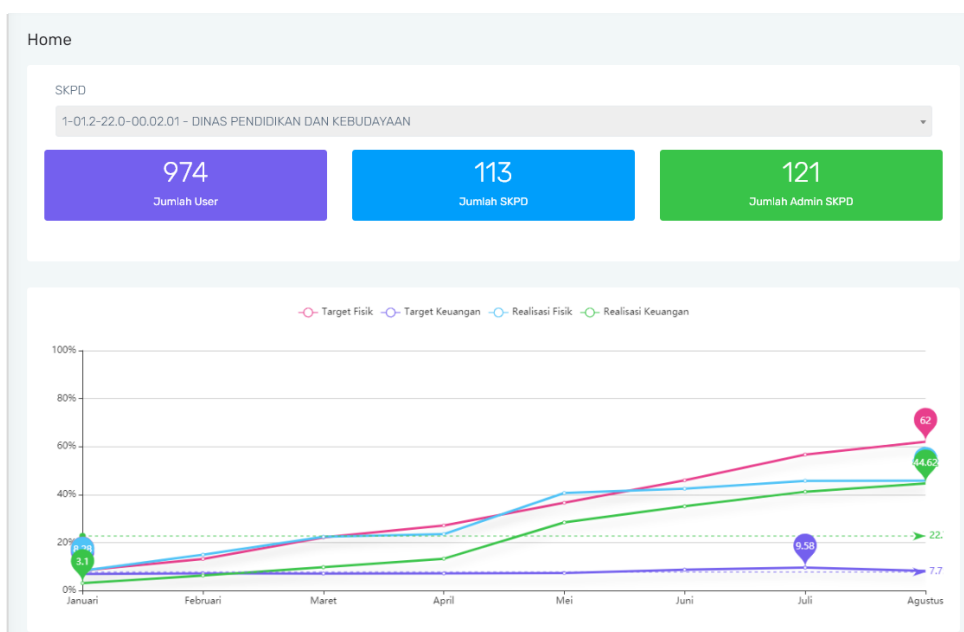 Home
SKPD
1-01.2-22.0-00.02.01 - DINAS PENDIDIKAN DAN KEBUDAYAAN
974 113 121
Jumlah User Jumlah SKPD Jumlah Admin SKPD
Target Fisik Target Keuangan Realisasi Fisik Realisasi Keuangan
100%
80%
62
60%
44.62
40%
22.
20%
9.58
3.1
7.7
0%
Januari Februari Maret April Mei Juni Juli Agustus